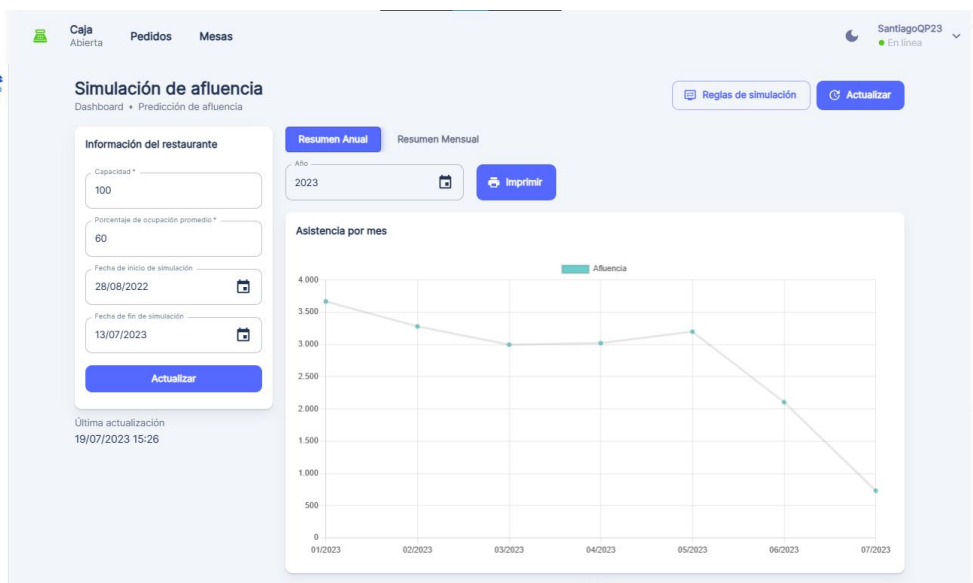 Caja
Abierta
Pedidos
Mesas
SantiagoQP23
En línea
Simulación de afluencia
Dashboard • Predicción de afluencia
Reglas de simulación
Actualizar
Información del restaurante
Capacidad *
100
Porcentaje de ocupación promedio *
60
Fecha de inicio de simulación
28/08/2022
Fecha de fin de simulación
13/07/2023
Actualizar
Última actualización
19/07/2023 15:26
Resumen Anual
Resumen Mensual
Año
2023
Imprimir
Asistencia por mes
Afluencia
4.000
3.500
3.000
2.500
2.000
1.500
1.000
500
0
01/2023
02/2023
03/2023
04/2023
05/2023
06/2023
07/2023